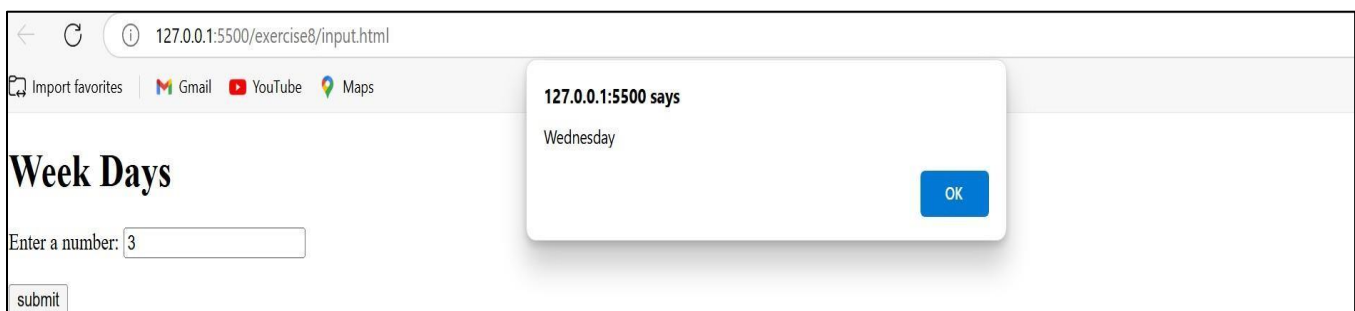 127.0.0.1:5500/exercise8/input.html
Import favorites Gmail YouTube Maps
127.0.0.1:5500 says
Wednesday
OK
Week Days
Enter a number: 3
submit